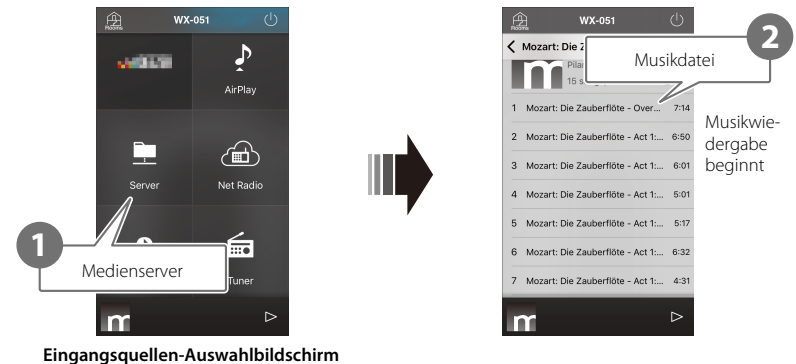 Rooms
WX-051
AirPlay
Server
Net Radio
Tuner
1
Medienserver
m
Eingangsquellen-Auswahlbildschirm
Rooms
WX-051
2
Mozart: Die Z
Musikdatei
m
15 s
1 Mozart: Die Zauberflöte - Over... 7:14
2 Mozart: Die Zauberflöte - Act 1:... 6:50
3 Mozart: Die Zauberflöte - Act 1:... 6:01
4 Mozart: Die Zauberflöte - Act 1:... 5:01
5 Mozart: Die Zauberflöte - Act 1:... 5:17
6 Mozart: Die Zauberflöte - Act 1:... 6:32
7 Mozart: Die Zauberflöte - Act 1:... 4:31
m
Musikwie-
dergabe
beginnt